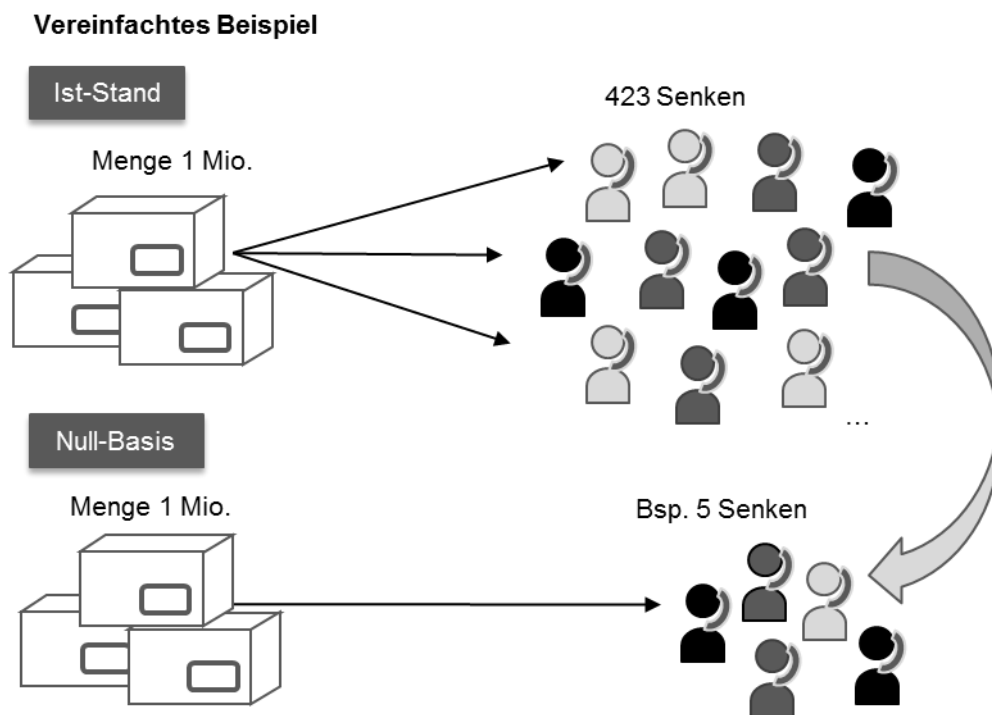 Vereinfachtes Beispiel
Ist-Stand
423 Senken
Menge 1 Mio.
...
Null-Basis
Menge 1 Mio.
Bsp. 5 Senken